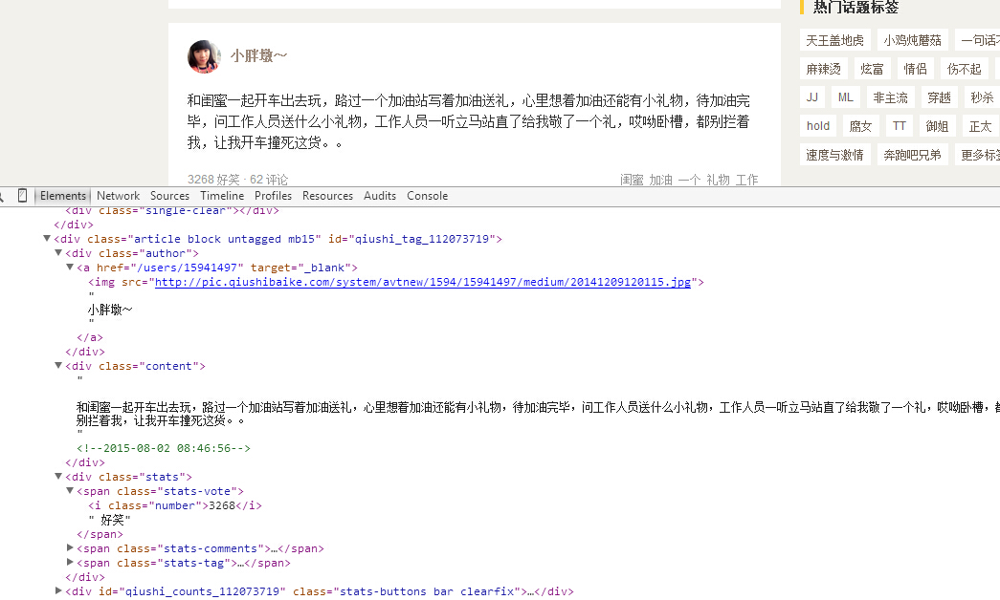 热门话题标签
小胖墩～
和闺蜜一起开车出去玩，路过一个加油站写着加油送礼，心里想着加油还能有小礼物，待加油完
毕，问工作人员送什么小礼物，工作人员一听立马站直了给我敬了一个礼，哎呦卧槽，都别拦着
我，让我开车撞死这货。。
3268 好笑 · 62 评论
闺蜜 加油 一个 礼物 工作
天王盖地虎 小鸡炖蘑菇 一句话
麻辣烫 炫富 情侣 伤不起
JJ ML 非主流 穿越 秒杀
hold 腐女 TT 御姐 正太
速度与激情 奔跑吧兄弟 更多标签
Elements Network Sources Timeline Profiles Resources Audits Console
<div class="single-clear"></div>
</div>
▼<div class="article block untagged mb15" id="qiushi_tag_112073719">
▼<div class="author">
▼<a href="/users/15941497" target="_blank">
<img src="http://pic.qiushibaike.com/system/avtnew/1594/15941497/medium/20141209120115.jpg">
"
小胖墩～
"
</a>
</div>
▼<div class="content">
"
和闺蜜一起开车出去玩，路过一个加油站写着加油送礼，心里想着加油还能有小礼物，待加油完毕，问工作人员送什么小礼物，工作人员一听立马站直了给我敬了一个礼，哎呦卧槽，都
别拦着我，让我开车撞死这货。。
"
<!--2015-08-02 08:46:56-->
</div>
▼<div class="stats">
▼<span class="stats-vote">
<i class="number">3268</i>
" 好笑"
</span>
▶<span class="stats-comments">…</span>
▶<span class="stats-tag">…</span>
</div>
▶<div id="qiushi_counts_112073719" class="stats-buttons bar clearfix">…</div>